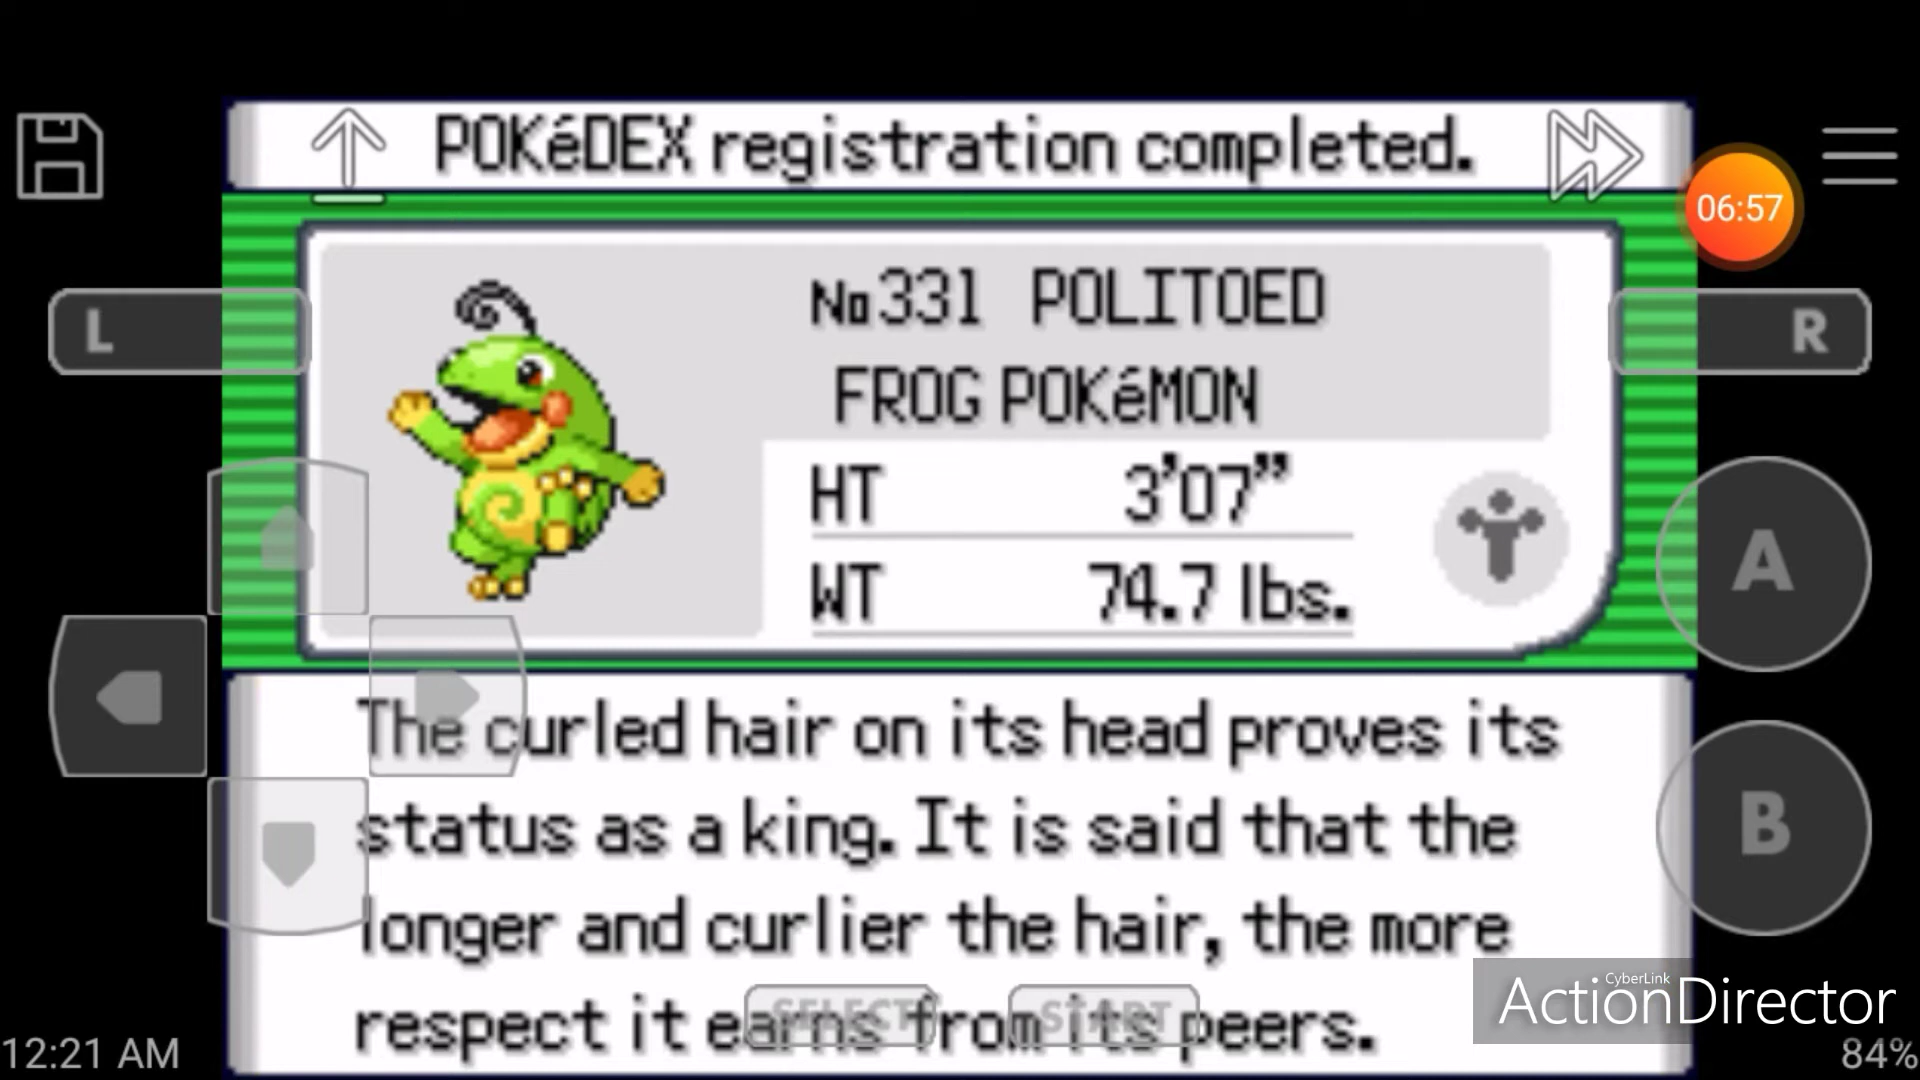 POKéDEX registration completed.
06:57
L
R
No331 POLITOED
FROG POKéMON
HT 3'07"
WT 74.7 lbs.
A
The curled hair on its head proves its
status as a king. It is said that the
B
longer and curlier the hair, the more
respect it earns from its peers.
SELECT
START
CyberLink
ActionDirector
12:21 AM
84%